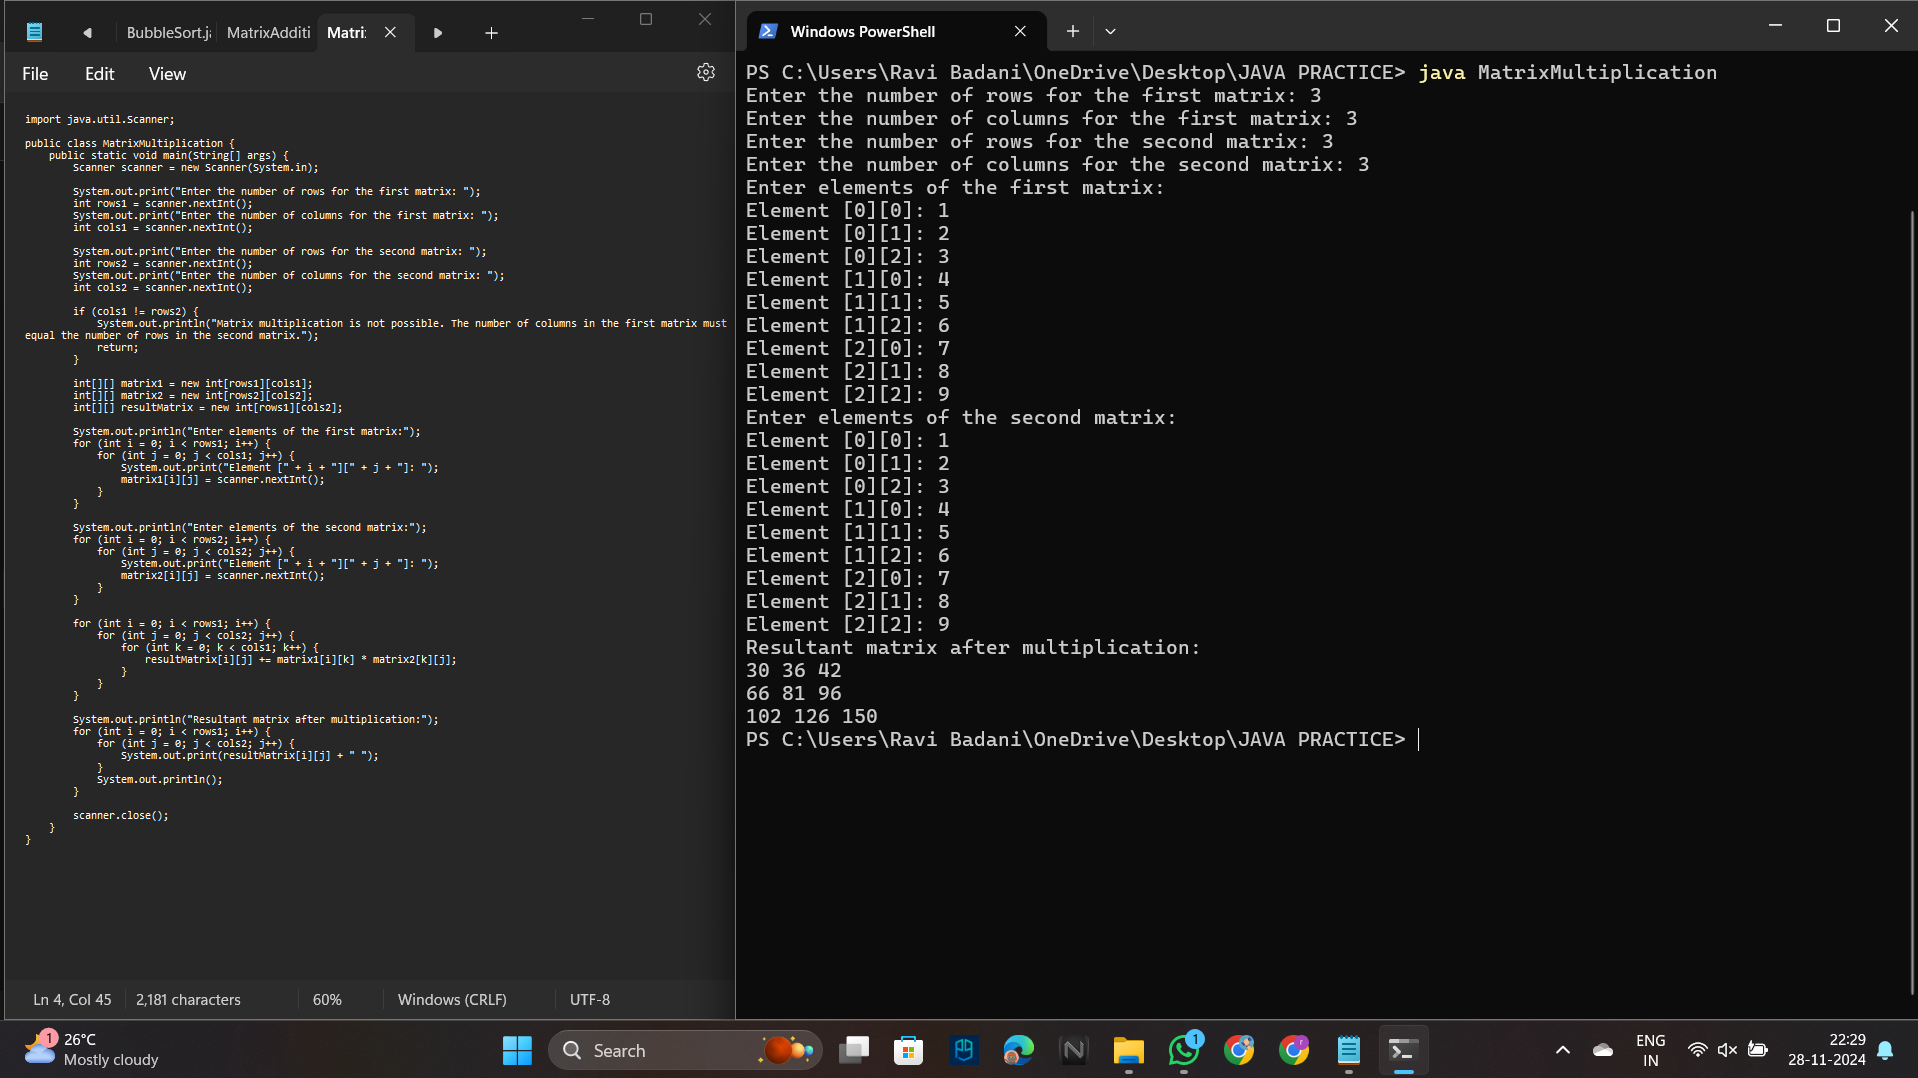 BubbleSort.ja
MatrixAdditi
Matri
File
Edit
View
import java.util.Scanner;
public class MatrixMultiplication {
    public static void main(String[] args) {
        Scanner scanner = new Scanner(System.in);
        System.out.print("Enter the number of rows for the first matrix: ");
        int rows1 = scanner.nextInt();
        System.out.print("Enter the number of columns for the first matrix: ");
        int cols1 = scanner.nextInt();
        System.out.print("Enter the number of rows for the second matrix: ");
        int rows2 = scanner.nextInt();
        System.out.print("Enter the number of columns for the second matrix: ");
        int cols2 = scanner.nextInt();
        if (cols1 != rows2) {
            System.out.println("Matrix multiplication is not possible. The number of columns in the first matrix must
equal the number of rows in the second matrix.");
            return;
        }
        int[][] matrix1 = new int[rows1][cols1];
        int[][] matrix2 = new int[rows2][cols2];
        int[][] resultMatrix = new int[rows1][cols2];
        System.out.println("Enter elements of the first matrix:");
        for (int i = 0; i < rows1; i++) {
            for (int j = 0; j < cols1; j++) {
                System.out.print("Element [" + i + "][" + j + "]: ");
                matrix1[i][j] = scanner.nextInt();
            }
        }
        System.out.println("Enter elements of the second matrix:");
        for (int i = 0; i < rows2; i++) {
            for (int j = 0; j < cols2; j++) {
                System.out.print("Element [" + i + "][" + j + "]: ");
                matrix2[i][j] = scanner.nextInt();
            }
        }
        for (int i = 0; i < rows1; i++) {
            for (int j = 0; j < cols2; j++) {
                for (int k = 0; k < cols1; k++) {
                    resultMatrix[i][j] += matrix1[i][k] * matrix2[k][j];
                }
            }
        }
        System.out.println("Resultant matrix after multiplication:");
        for (int i = 0; i < rows1; i++) {
            for (int j = 0; j < cols2; j++) {
                System.out.print(resultMatrix[i][j] + " ");
            }
            System.out.println();
        }
        scanner.close();
    }
}
Ln 4, Col 45
2,181 characters
60%
Windows (CRLF)
UTF-8
Windows PowerShell
PS C:\Users\Ravi Badani\OneDrive\Desktop\JAVA PRACTICE> java MatrixMultiplication
Enter the number of rows for the first matrix: 3
Enter the number of columns for the first matrix: 3
Enter the number of rows for the second matrix: 3
Enter the number of columns for the second matrix: 3
Enter elements of the first matrix:
Element [0][0]: 1
Element [0][1]: 2
Element [0][2]: 3
Element [1][0]: 4
Element [1][1]: 5
Element [1][2]: 6
Element [2][0]: 7
Element [2][1]: 8
Element [2][2]: 9
Enter elements of the second matrix:
Element [0][0]: 1
Element [0][1]: 2
Element [0][2]: 3
Element [1][0]: 4
Element [1][1]: 5
Element [1][2]: 6
Element [2][0]: 7
Element [2][1]: 8
Element [2][2]: 9
Resultant matrix after multiplication:
30 36 42
66 81 96
102 126 150
PS C:\Users\Ravi Badani\OneDrive\Desktop\JAVA PRACTICE>
1
26°C
Mostly cloudy
Search
1
ENG
IN
22:29
28-11-2024